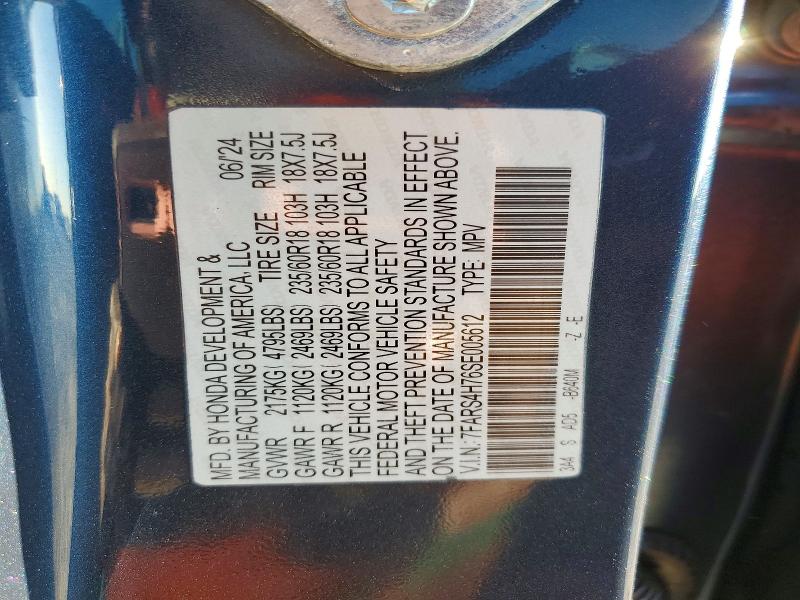 MFD. BY HONDA DEVELOPMENT & 06/'24
MANUFACTURING OF AMERICA, LLC
GVWR 2175KG( 4795LBS) TIRE SIZE RIM SIZE
GAWR F 1120KG( 2469LBS) 235/60R18 103H 18X7.5J
GAWR R 1120KG( 2469LBS) 235/60R18 103H 18X7.5J
THIS VEHICLE CONFORMS TO ALL APPLICABLE
FEDERAL MOTOR VEHICLE SAFETY
AND THEFT PREVENTION STANDARDS IN EFFECT
ON THE DATE OF MANUFACTURE SHOWN ABOVE.
V.I.N.: 7FARS4H76SE005612 TYPE: MPV
3A4 S AD5 -B640M -Z -E